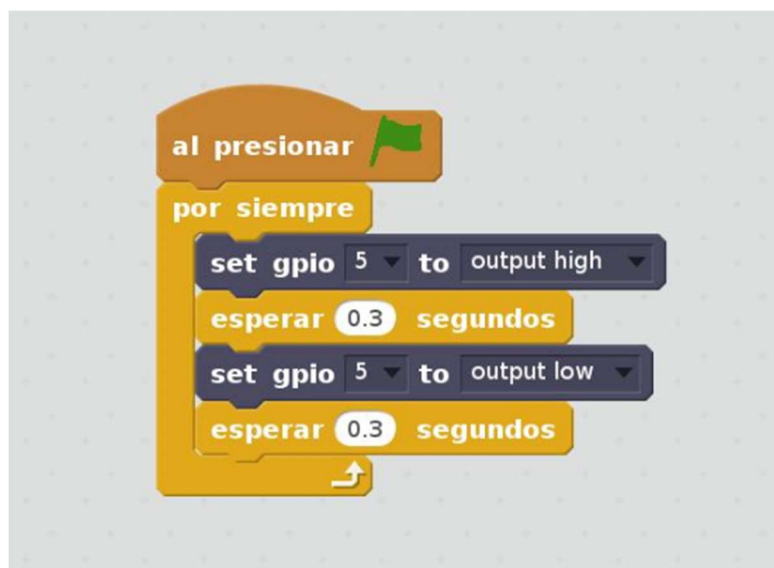 al presionar
por siempre
set gpio 5 to output high
esperar 0.3 segundos
set gpio 5 to output low
esperar 0.3 segundos